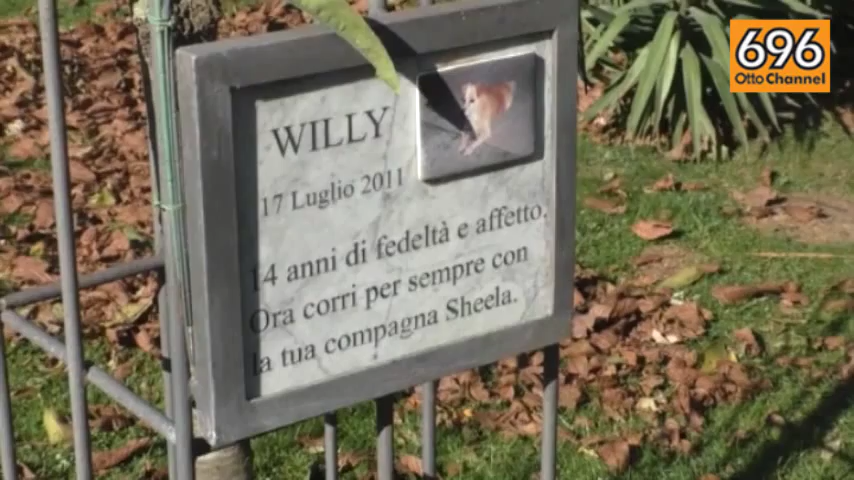 696
Otto Channel
WILLY
17 Luglio 2011
14 anni di fedeltà e affetto.
Ora corri per sempre con
la tua compagna Sheela.